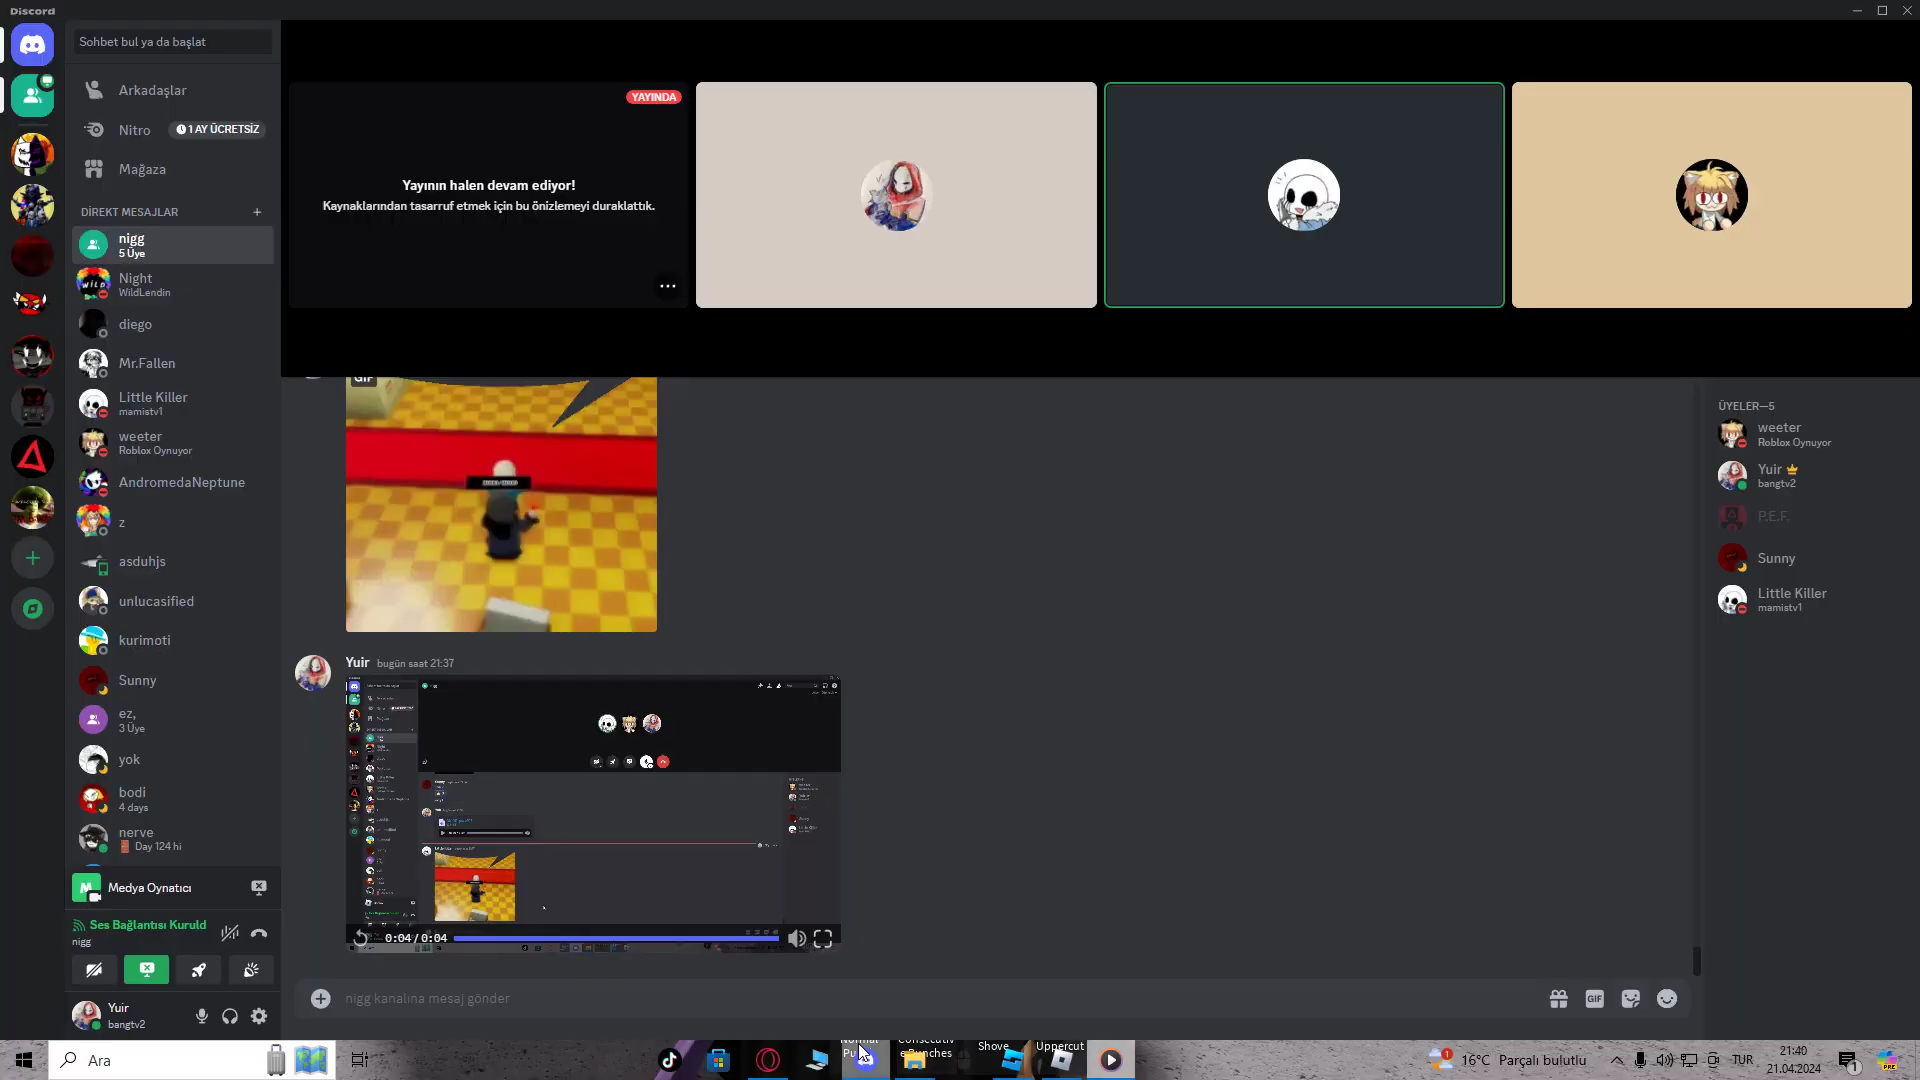 Discord
Sohbet bul ya da başlat
Arkadaşlar
Nitro
1 AY ÜCRETSİZ
Mağaza
DİREKT MESAJLAR
nigg
5 Üye
Night
WildLendin
diego
Mr.Fallen
Little Killer
mamistv1
weeter
Roblox Oynuyor
AndromedaNeptune
z
asduhjs
unlucasified
kurimoti
Sunny
ez,
3 Üye
yok
bodi
4 days
nerve
Day 124 hi
Medya Oynatıcı
Ses Bağlantısı Kuruld
nigg
Yuir
bangtv2
YAYINDA
Yayının halen devam ediyor!
Kaynaklarından tasarruf etmek için bu önizlemeyi duraklattık.
GIF
Yuir bugün saat 21:37
0:04 / 0:04
nigg kanalına mesaj gönder
GIF
ÜYELER—5
weeter
Roblox Oynuyor
Yuir
bangtv2
P.E.F.
Sunny
Little Killer
mamistv1
Ara
Shove
Uppercut
16°C Parçalı bulutlu
TUR
21:40
21.04.2024